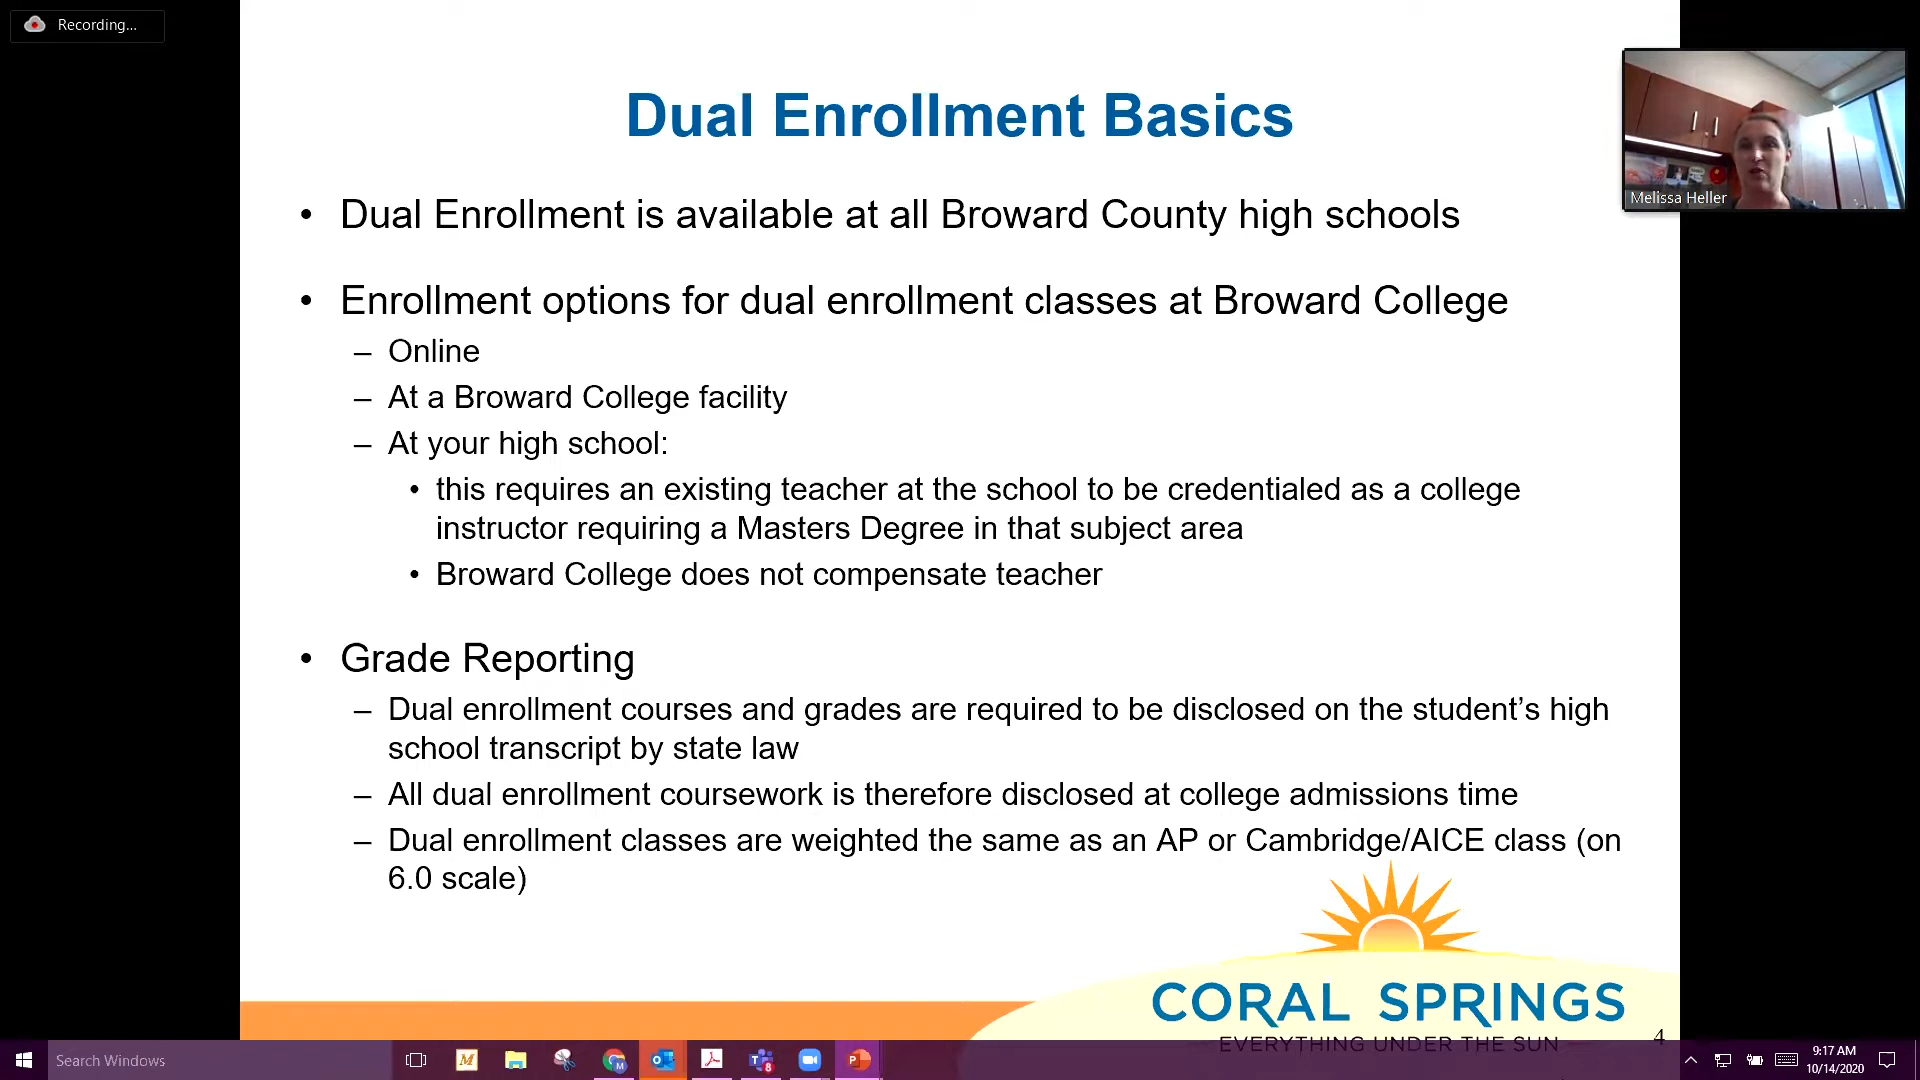 Recording...
Dual Enrollment Basics
Melissa Heller
• Dual Enrollment is available at all Broward County high schools
• Enrollment options for dual enrollment classes at Broward College
– Online
– At a Broward College facility
– At your high school:
• this requires an existing teacher at the school to be credentialed as a college
instructor requiring a Masters Degree in that subject area
• Broward College does not compensate teacher
• Grade Reporting
– Dual enrollment courses and grades are required to be disclosed on the student’s high
school transcript by state law
– All dual enrollment coursework is therefore disclosed at college admissions time
– Dual enrollment classes are weighted the same as an AP or Cambridge/AICE class (on
6.0 scale)
CORAL SPRINGS
EVERYTHING UNDER THE SUN
4
Search Windows
9:17 AM
10/14/2020